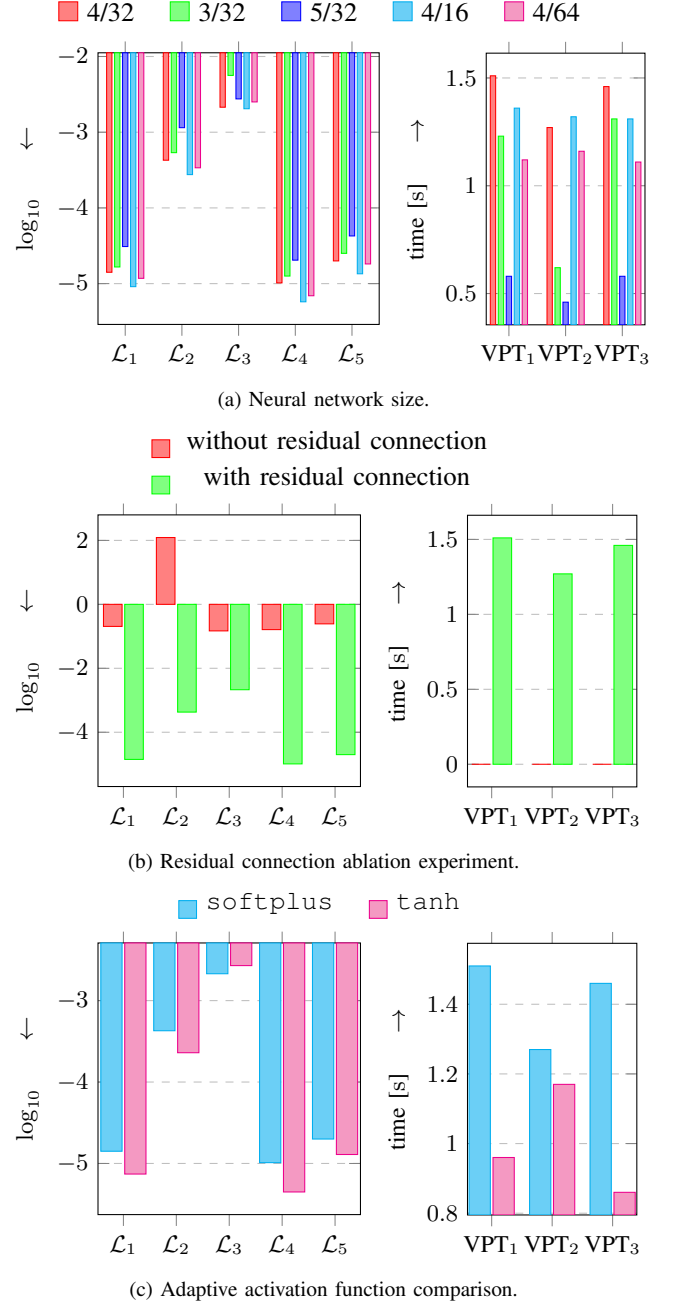 4/32 3/32 5/32 4/16 4/64
−2
−3
−4
−5
log₁₀ ←
ℒ₁ ℒ₂ ℒ₃ ℒ₄ ℒ₅
1.5
1
0.5
time [s] →
VPT₁ VPT₂ VPT₃
(a) Neural network size.
without residual connection
with residual connection
2
0
−2
−4
log₁₀ ←
ℒ₁ ℒ₂ ℒ₃ ℒ₄ ℒ₅
1.5
1
0.5
0
time [s] →
VPT₁ VPT₂ VPT₃
(b) Residual connection ablation experiment.
softplus tanh
−3
−4
−5
log₁₀ ←
ℒ₁ ℒ₂ ℒ₃ ℒ₄ ℒ₅
1.4
1.2
1
0.8
time [s] →
VPT₁ VPT₂ VPT₃
(c) Adaptive activation function comparison.